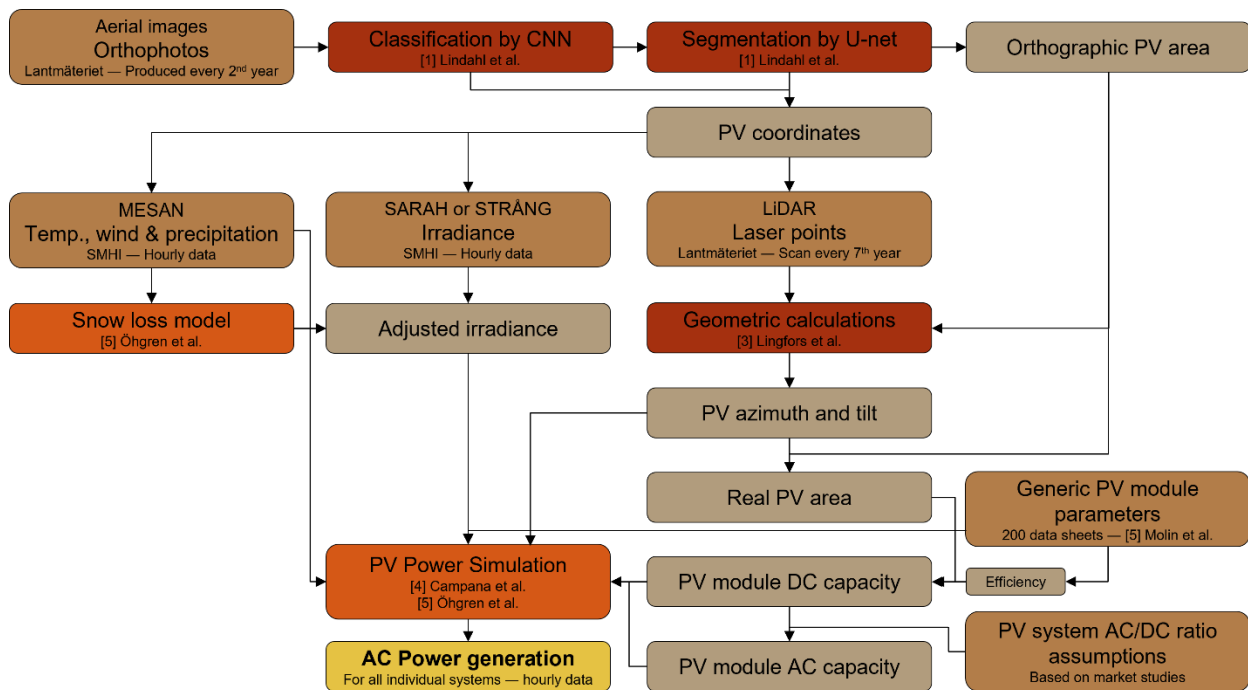 Aerial images
Orthophotos
Lantmäteriet — Produced every 2nd year
Classification by CNN
[1] Lindahl et al.
Segmentation by U-net
[1] Lindahl et al.
Orthographic PV area
PV coordinates
MESAN
Temp., wind & precipitation
SMHI — Hourly data
SARAH or STRÅNG
Irradiance
SMHI — Hourly data
LiDAR
Laser points
Lantmäteriet — Scan every 7th year
Snow loss model
[5] Öhgren et al.
Adjusted irradiance
Geometric calculations
[3] Lingfors et al.
PV azimuth and tilt
Real PV area
Generic PV module
parameters
200 data sheets — [5] Molin et al.
PV Power Simulation
[4] Campana et al.
[5] Öhgren et al.
PV module DC capacity
Efficiency
AC Power generation
For all individual systems — hourly data
PV module AC capacity
PV system AC/DC ratio
assumptions
Based on market studies